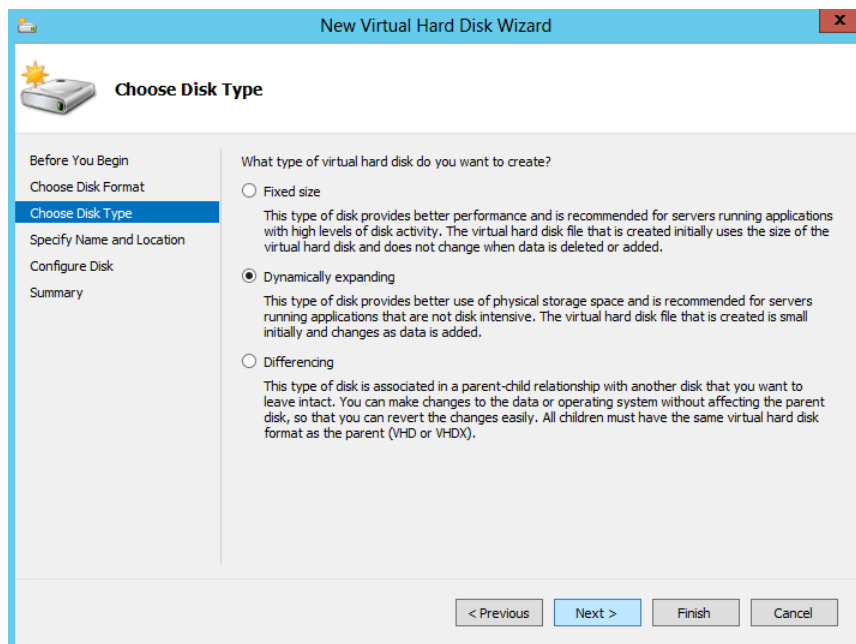 New Virtual Hard Disk Wizard
x
Choose Disk Type
Before You Begin
Choose Disk Format
Choose Disk Type
Specify Name and Location
Configure Disk
Summary
What type of virtual hard disk do you want to create?
Fixed size
This type of disk provides better performance and is recommended for servers running applications
with high levels of disk activity. The virtual hard disk file that is created initially uses the size of the
virtual hard disk and does not change when data is deleted or added.
Dynamically expanding
This type of disk provides better use of physical storage space and is recommended for servers
running applications that are not disk intensive. The virtual hard disk file that is created is small
initially and changes as data is added.
Differencing
This type of disk is associated in a parent-child relationship with another disk that you want to
leave intact. You can make changes to the data or operating system without affecting the parent
disk, so that you can revert the changes easily. All children must have the same virtual hard disk
format as the parent (VHD or VHDX).
< Previous
Next >
Finish
Cancel